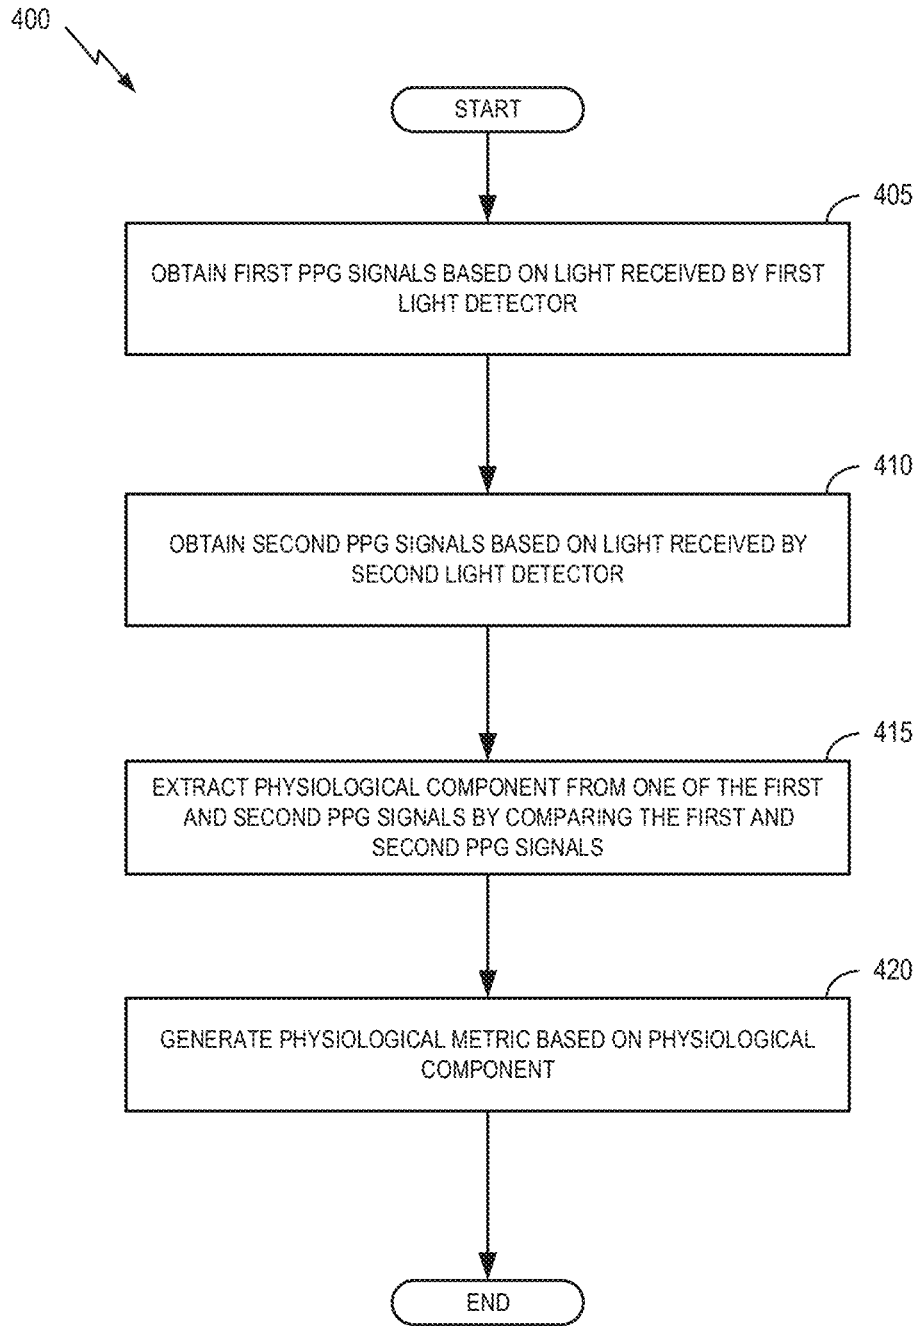 400
START
405
OBTAIN FIRST PPG SIGNALS BASED ON LIGHT RECEIVED BY FIRST
LIGHT DETECTOR
410
OBTAIN SECOND PPG SIGNALS BASED ON LIGHT RECEIVED BY
SECOND LIGHT DETECTOR
415
EXTRACT PHYSIOLOGICAL COMPONENT FROM ONE OF THE FIRST
AND SECOND PPG SIGNALS BY COMPARING THE FIRST AND
SECOND PPG SIGNALS
420
GENERATE PHYSIOLOGICAL METRIC BASED ON PHYSIOLOGICAL
COMPONENT
END